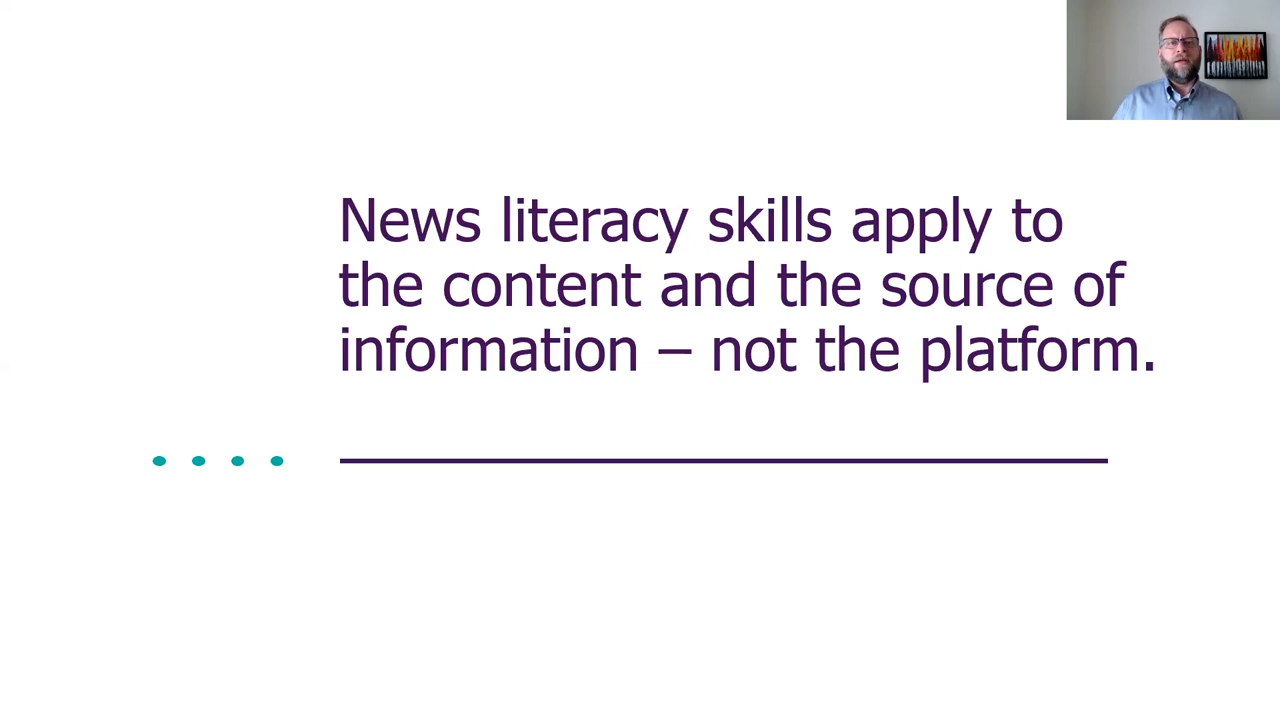 News literacy skills apply to
the content and the source of
information – not the platform.